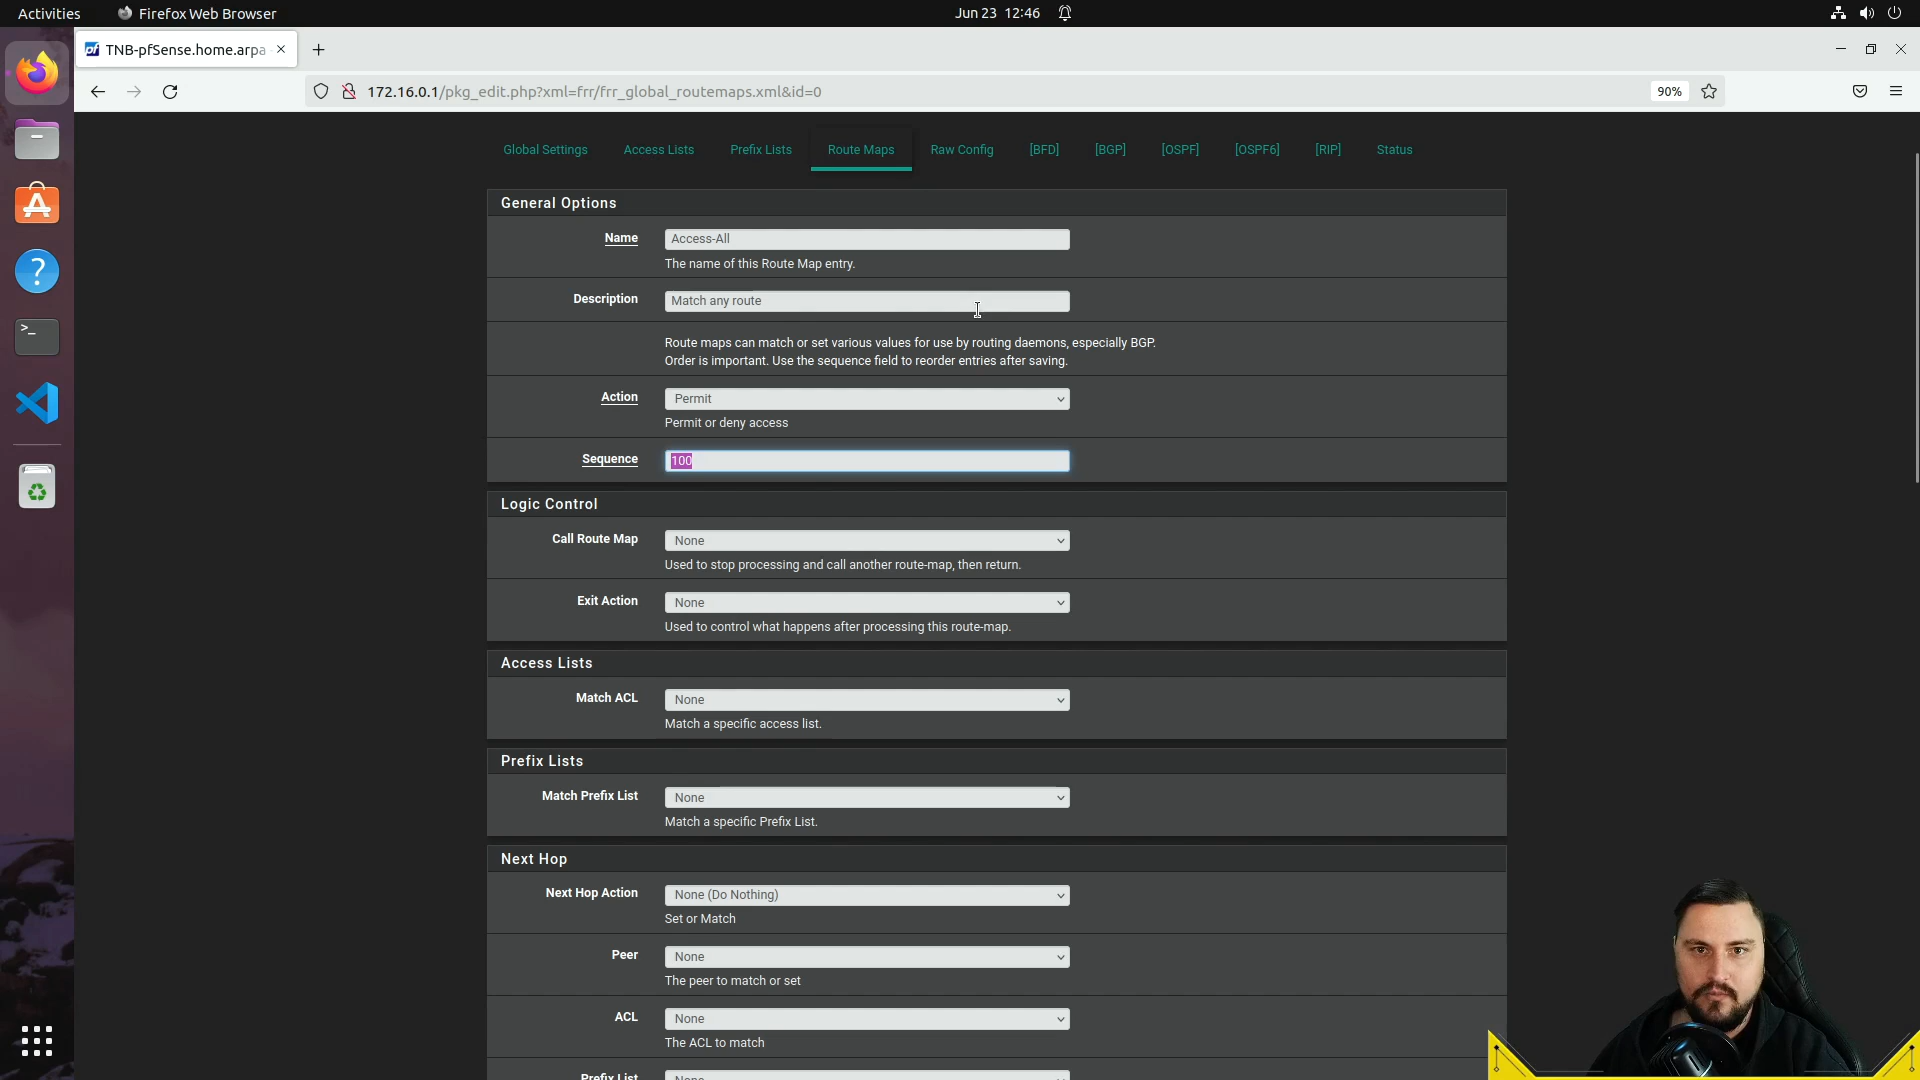 Activities
Firefox Web Browser
Jun 23 12:46
TNB-pfSense.home.arpa
172.16.0.1/pkg_edit.php?xml=frr/frr_global_routemaps.xml&id=0
90%
Global Settings
Access Lists
Prefix Lists
Route Maps
Raw Config
[BFD]
[BGP]
[OSPF]
[OSPF6]
[RIP]
Status
General Options
Name
Access-All
The name of this Route Map entry.
Description
Match any route
Route maps can match or set various values for use by routing daemons, especially BGP.
Order is important. Use the sequence field to reorder entries after saving.
Action
Permit
Permit or deny access
Sequence
100
Logic Control
Call Route Map
None
Used to stop processing and call another route-map, then return.
Exit Action
None
Used to control what happens after processing this route-map.
Access Lists
Match ACL
None
Match a specific access list.
Prefix Lists
Match Prefix List
None
Match a specific Prefix List.
Next Hop
Next Hop Action
None (Do Nothing)
Set or Match
Peer
None
The peer to match or set
ACL
None
The ACL to match
Prefix List
None